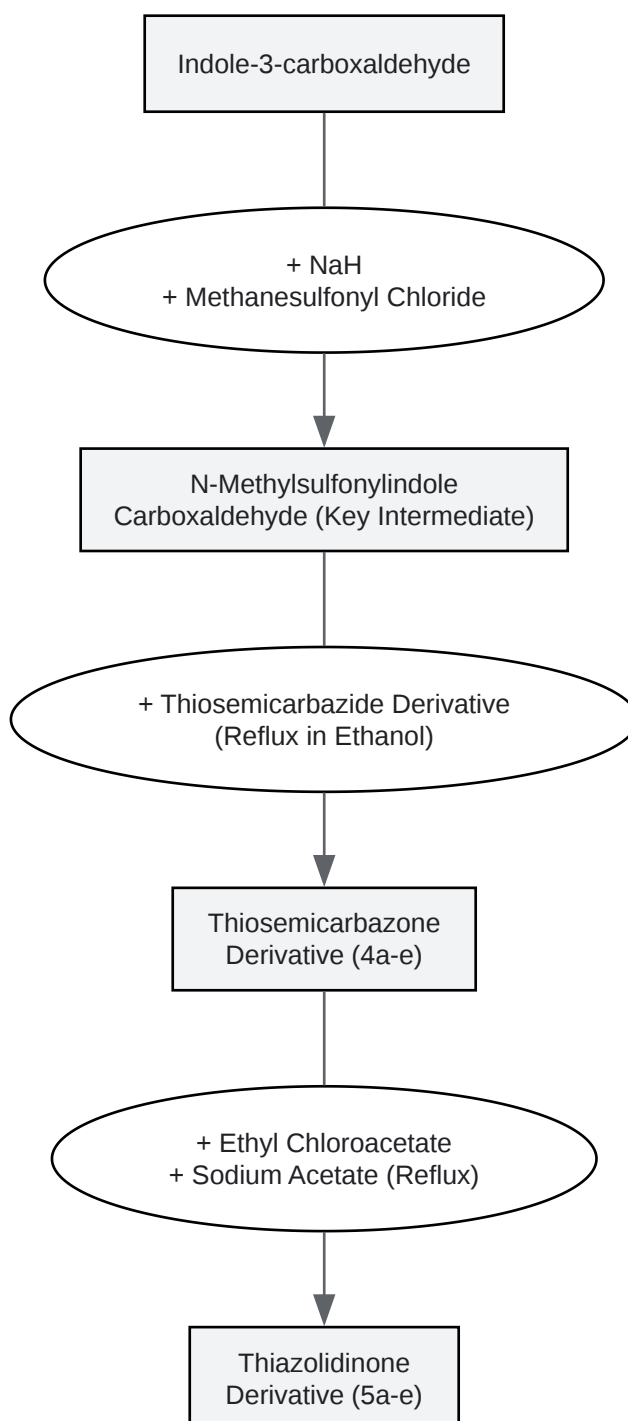 Indole-3-carboxaldehyde
+ NaH
+ Methanesulfonyl Chloride
N-Methylsulfonylindole
Carboxaldehyde (Key Intermediate)
+ Thiosemicarbazide Derivative
(Reflux in Ethanol)
Thiosemicarbazone
Derivative (4a-e)
+ Ethyl Chloroacetate
+ Sodium Acetate (Reflux)
Thiazolidinone
Derivative (5a-e)